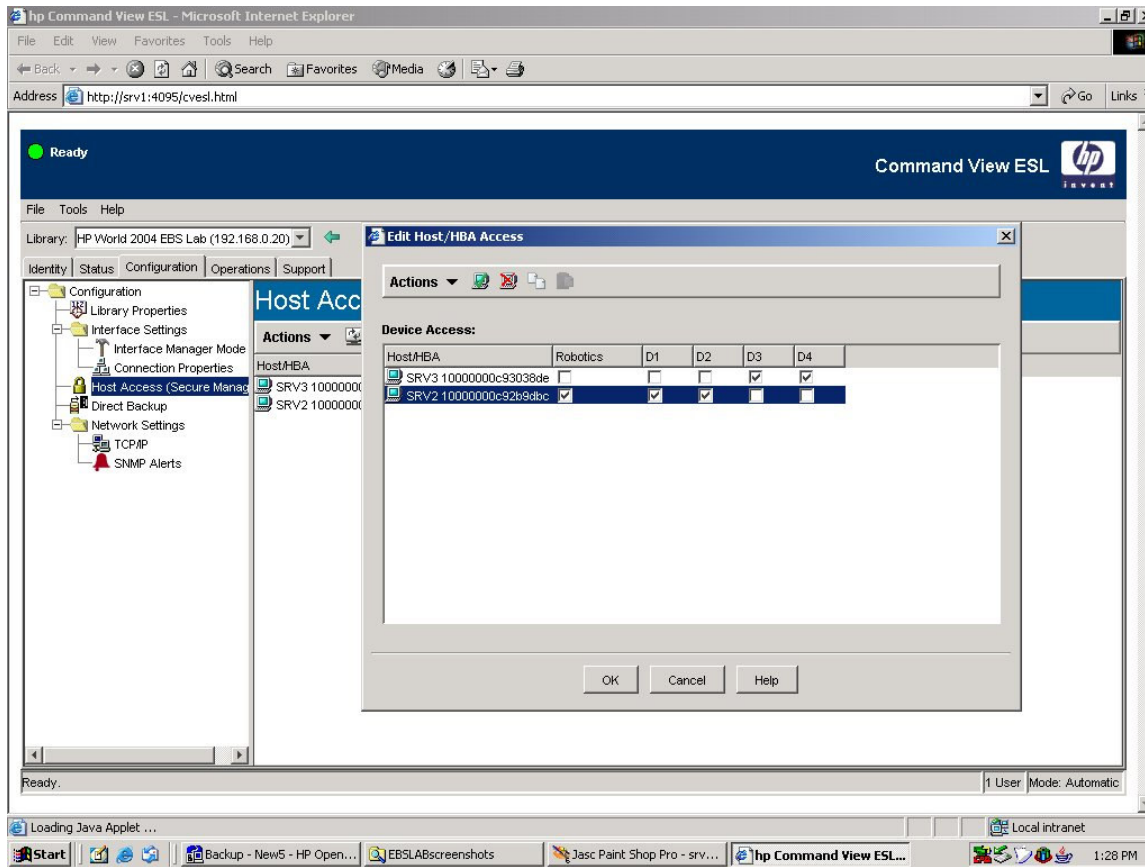 hp Command View ESL - Microsoft Internet Explorer
File Edit View Favorites Tools Help
Back Search Favorites Media
Address http://srv1:4095/cvesl.html Go Links
Ready
Command View ESL
hp
invent
File Tools Help
Library: HP World 2004 EBS Lab (192.168.0.20)
Identity Status Configuration Operations Support
Configuration
Library Properties
Interface Settings
Interface Manager Mode
Connection Properties
Host Access (Secure Manag
Direct Backup
Network Settings
TCP/IP
SNMP Alerts
Host Acc
Actions
Host/HBA
SRV3 1000000
SRV2 1000000
Edit Host/HBA Access
Actions
Device Access:
Host/HBA Robotics D1 D2 D3 D4
SRV3 10000000c93038de
SRV2 10000000c92b9dbc
OK Cancel Help
Ready. 1 User Mode: Automatic
Loading Java Applet ... Local intranet
Start Backup - New5 - HP Open... EBSLABscreenshots Jasc Paint Shop Pro - srv... hp Command View ESL... 1:28 PM